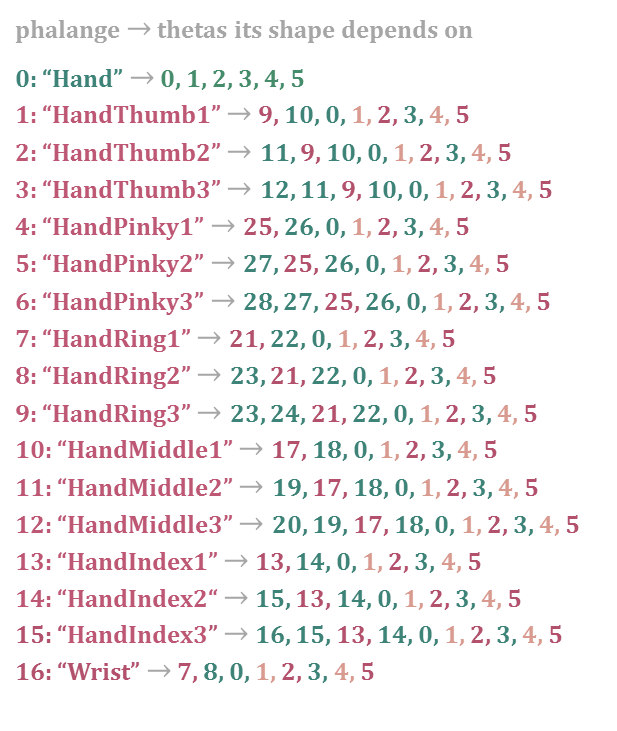 phalange → thetas its shape depends on
0: “Hand” → 0, 1, 2, 3, 4, 5
1: “HandThumb1” → 9, 10, 0, 1, 2, 3, 4, 5
2: “HandThumb2” → 11, 9, 10, 0, 1, 2, 3, 4, 5
3: “HandThumb3” → 12, 11, 9, 10, 0, 1, 2, 3, 4, 5
4: “HandPinky1” → 25, 26, 0, 1, 2, 3, 4, 5
5: “HandPinky2” → 27, 25, 26, 0, 1, 2, 3, 4, 5
6: “HandPinky3” → 28, 27, 25, 26, 0, 1, 2, 3, 4, 5
7: “HandRing1” → 21, 22, 0, 1, 2, 3, 4, 5
8: “HandRing2” → 23, 21, 22, 0, 1, 2, 3, 4, 5
9: “HandRing3” → 23, 24, 21, 22, 0, 1, 2, 3, 4, 5
10: “HandMiddle1” → 17, 18, 0, 1, 2, 3, 4, 5
11: “HandMiddle2” → 19, 17, 18, 0, 1, 2, 3, 4, 5
12: “HandMiddle3” → 20, 19, 17, 18, 0, 1, 2, 3, 4, 5
13: “HandIndex1” → 13, 14, 0, 1, 2, 3, 4, 5
14: “HandIndex2“ → 15, 13, 14, 0, 1, 2, 3, 4, 5
15: “HandIndex3” → 16, 15, 13, 14, 0, 1, 2, 3, 4, 5
16: “Wrist” → 7, 8, 0, 1, 2, 3, 4, 5